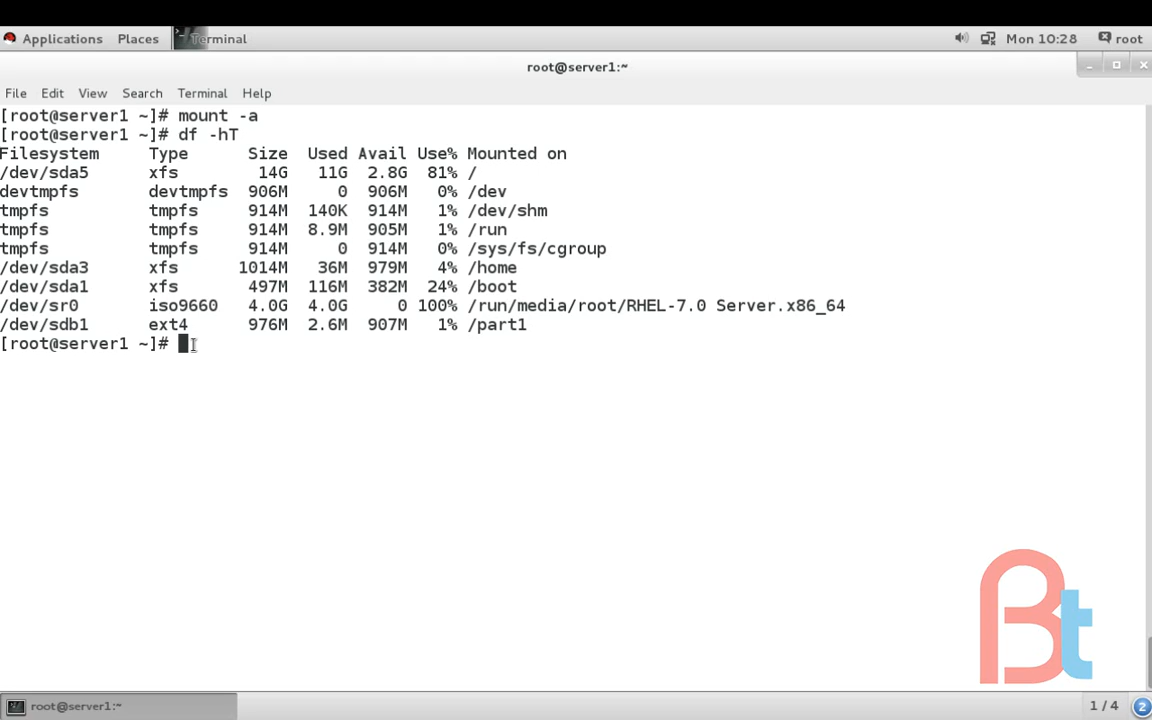 Applications Places Terminal Mon 10:28 root
root@server1:~
File Edit View Search Terminal Help
[root@server1 ~]# mount -a
[root@server1 ~]# df -hT
Filesystem Type Size Used Avail Use% Mounted on
/dev/sda5 xfs 14G 11G 2.8G 81% /
devtmpfs devtmpfs 906M 0 906M 0% /dev
tmpfs tmpfs 914M 140K 914M 1% /dev/shm
tmpfs tmpfs 914M 8.9M 905M 1% /run
tmpfs tmpfs 914M 0 914M 0% /sys/fs/cgroup
/dev/sda3 xfs 1014M 36M 979M 4% /home
/dev/sda1 xfs 497M 116M 382M 24% /boot
/dev/sr0 iso9660 4.0G 4.0G 0 100% /run/media/root/RHEL-7.0 Server.x86_64
/dev/sdb1 ext4 976M 2.6M 907M 1% /part1
[root@server1 ~]#
Bt
root@server1:~ 1 / 4 2